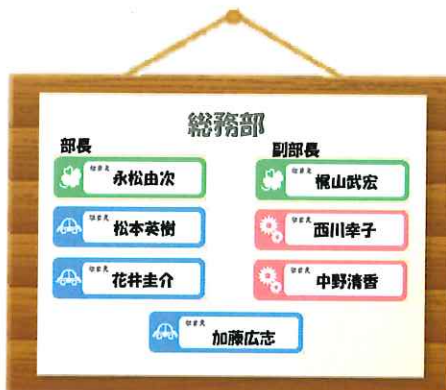 総務部
部長
永松由次
松本英樹
花井圭介
副部長
梶山武宏
西川幸子
中野清香
加藤広志